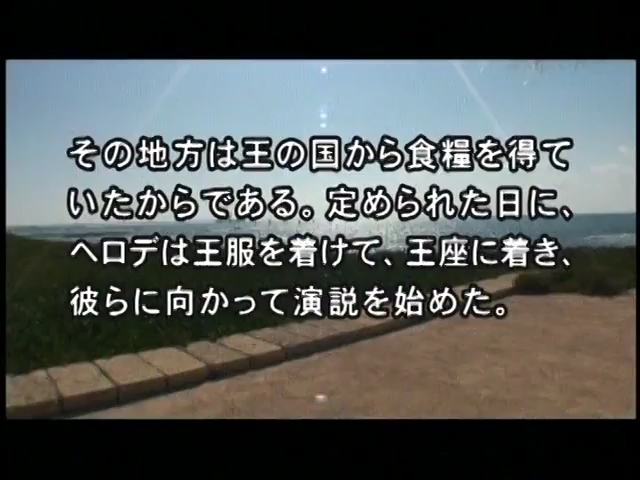 その地方は王の国から食糧を得て
いたからである。定められた日に、
ヘロデは王服を着けて、王座に着き、
彼らに向かって演説を始めた。